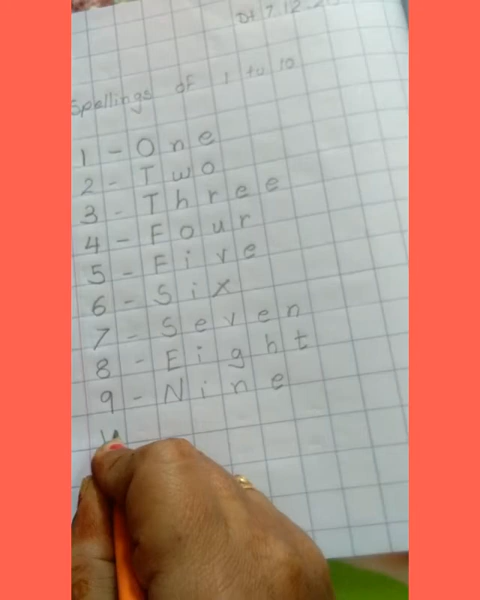 Dt 7.12.20
Spellings of 1 to 10
1 - One
2 - Two
3 - Three
4 - Four
5 - Five
6 - Six
7 - Seven
8 - Eight
9 - Nine